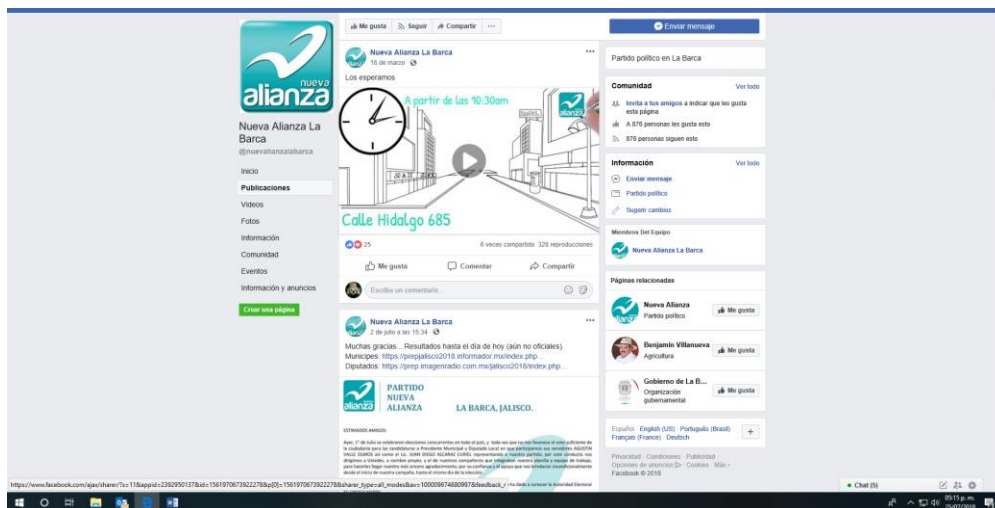 nueva
alianza
Nueva Alianza La
Barca
@nuevalianzalabarca
Inicio
Publicaciones
Videos
Fotos
Información
Comunidad
Eventos
Información y anuncios
Crear una página
Me gusta Seguir Compartir ...
Nueva Alianza La Barca
16 de marzo
Los esperamos
A partir de las 10:30am
alianza
Calle Hidalgo 685
25
6 veces compartido 328 reproducciones
Me gusta Comentar Compartir
Escribe un comentario...
Nueva Alianza La Barca
2 de julio a las 15:34
Muchas gracias... Resultados hasta el día de hoy (aún no oficiales).
Municipes: https://prepjalisco2018.informador.mx/index.php...
Diputados: https://prep.imagenradio.com.mx/jalisco2018/index.php...
alianza
PARTIDO
NUEVA
ALIANZA LA BARCA, JALISCO.
ESTIMADOS AMIGOS:
Enviar mensaje
Partido político en La Barca
Comunidad Ver todo
Invita a tus amigos a indicar que les gusta
esta página
A 876 personas les gusta esto
876 personas siguen esto
Información Ver todo
Enviar mensaje
Partido político
Sugerir cambios
Miembros Del Equipo
Nueva Alianza La Barca
Páginas relacionadas
Nueva Alianza
Partido político
Me gusta
Benjamin Villanueva
Agricultura
Me gusta
Gobierno de La B...
Organización
gubernamental
Me gusta
Español · English (US) · Português (Brasil) ·
Français (France) · Deutsch
Privacidad · Condiciones · Publicidad ·
Opciones de anuncios · Cookies · Más
Facebook © 2018
Chat (5)
05:15 p. m.
25/07/2018